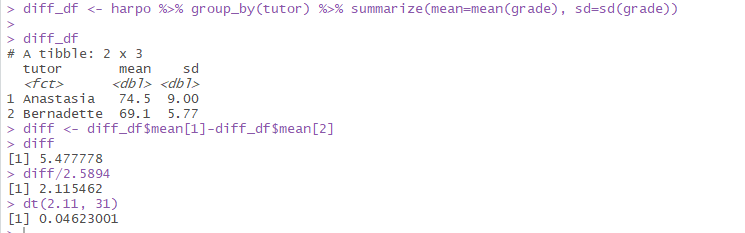 > diff_df <- harpo %>% group_by(tutor) %>% summarize(mean=mean(grade), sd=sd(grade))
>
> diff_df
# A tibble: 2 x 3
  tutor       mean    sd
  <fct>      <dbl> <dbl>
1 Anastasia   74.5  9.00
2 Bernadette  69.1  5.77
> diff <- diff_df$mean[1]-diff_df$mean[2]
> diff
[1] 5.477778
> diff/2.5894
[1] 2.115462
> dt(2.11, 31)
[1] 0.04623001
>